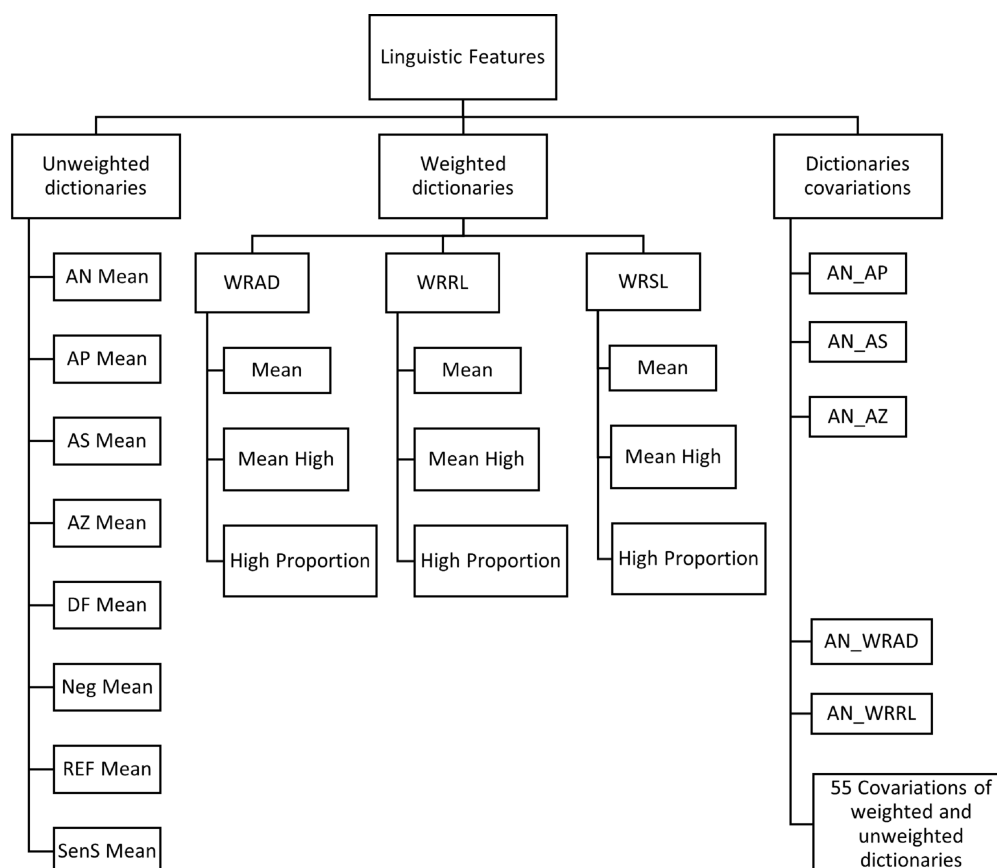 Linguistic Features
Unweighted
dictionaries
Weighted
dictionaries
Dictionaries
covariations
AN Mean
AP Mean
AS Mean
AZ Mean
DF Mean
Neg Mean
REF Mean
SenS Mean
WRAD
Mean
Mean High
High Proportion
WRRL
Mean
Mean High
High Proportion
WRSL
Mean
Mean High
High Proportion
AN_AP
AN_AS
AN_AZ
AN_WRAD
AN_WRRL
55 Covariations of
weighted and
unweighted
dictionaries